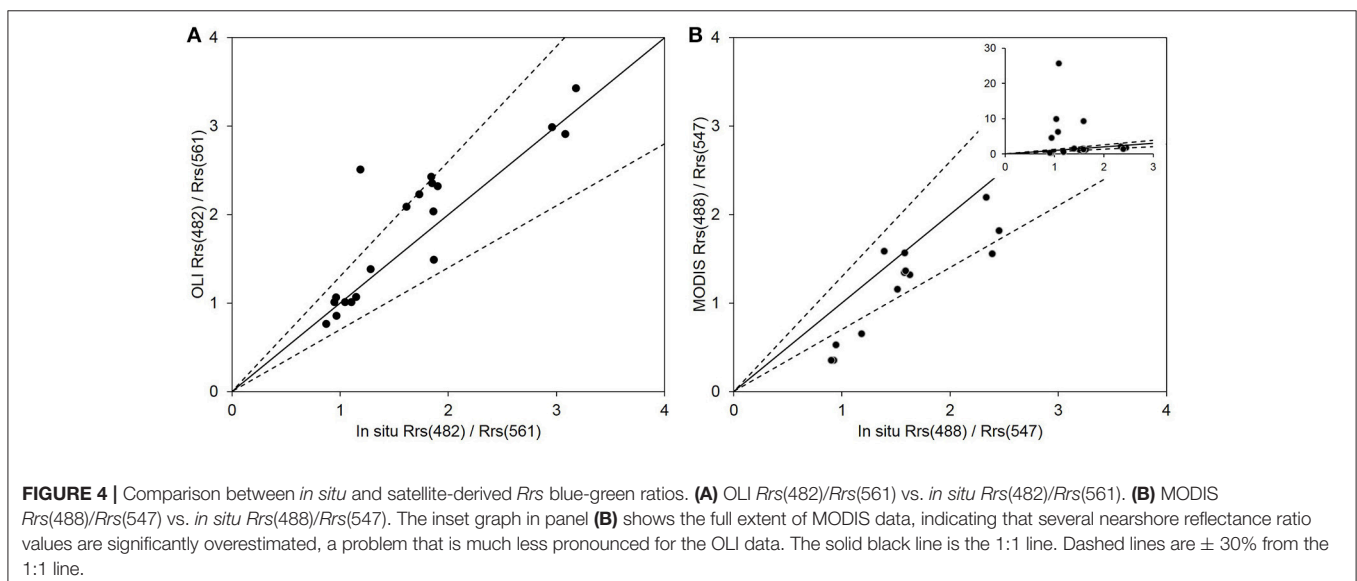 A
4
3
2
1
0
0 1 2 3 4
OLI Rrs(482) / Rrs(561)
In situ Rrs(482) / Rrs(561)
B
4
3
2
1
0
0 1 2 3 4
MODIS Rrs(488) / Rrs(547)
In situ Rrs(488) / Rrs(547)
30
20
10
0
0 1 2 3
FIGURE 4 | Comparison between in situ and satellite-derived Rrs blue-green ratios. (A) OLI Rrs(482)/Rrs(561) vs. in situ Rrs(482)/Rrs(561). (B) MODIS
Rrs(488)/Rrs(547) vs. in situ Rrs(488)/Rrs(547). The inset graph in panel (B) shows the full extent of MODIS data, indicating that several nearshore reflectance ratio
values are significantly overestimated, a problem that is much less pronounced for the OLI data. The solid black line is the 1:1 line. Dashed lines are ± 30% from the
1:1 line.